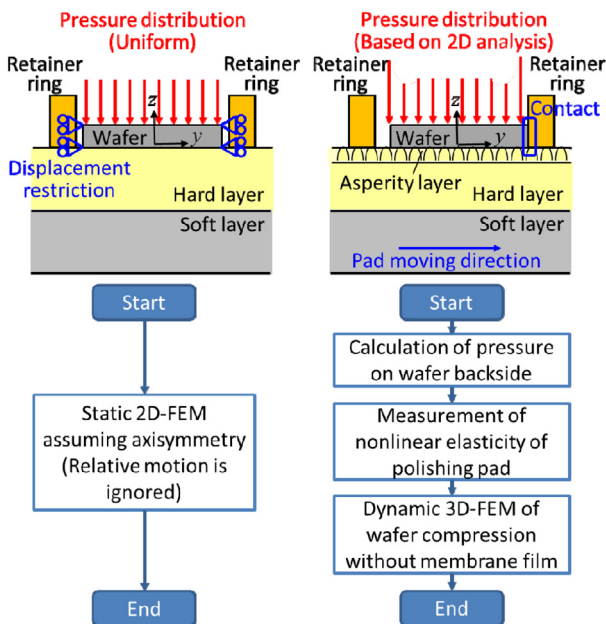 Pressure distribution
(Uniform)
Retainer
ring
Retainer
ring
z
Wafer
y
Displacement
restriction
Hard layer
Soft layer
Start
Static 2D-FEM
assuming axisymmetry
(Relative motion is
ignored)
End
Pressure distribution
(Based on 2D analysis)
Retainer
ring
Retainer
ring
Contact
z
Wafer
y
Asperity layer
Hard layer
Soft layer
Pad moving direction
Start
Calculation of pressure
on wafer backside
Measurement of
nonlinear elasticity of
polishing pad
Dynamic 3D-FEM of
wafer compression
without membrane film
End